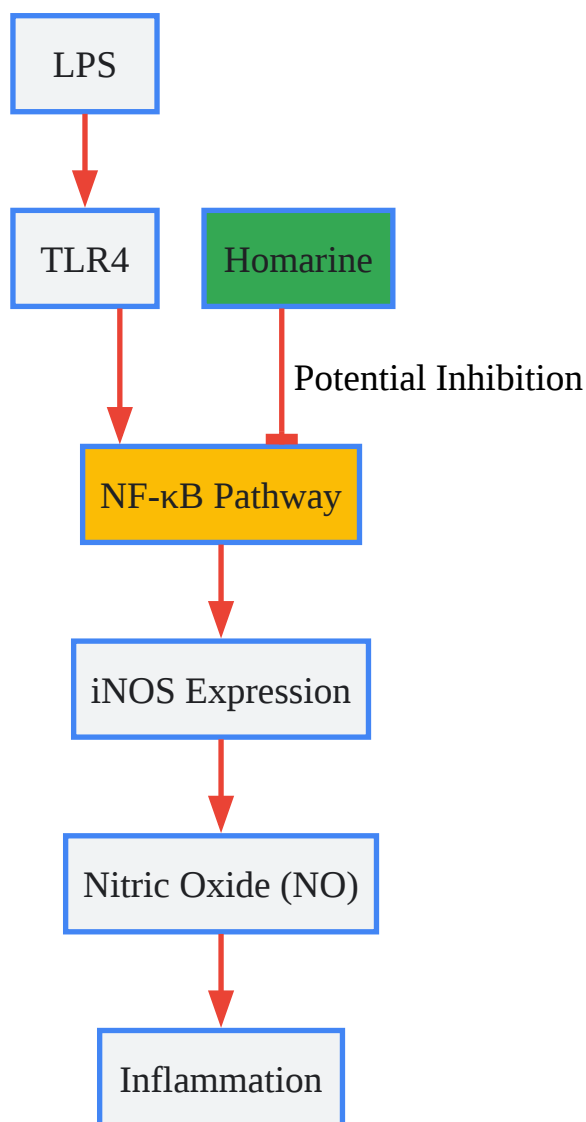 LPS
TLR4
Homarine
Potential Inhibition
NF-κB Pathway
iNOS Expression
Nitric Oxide (NO)
Inflammation